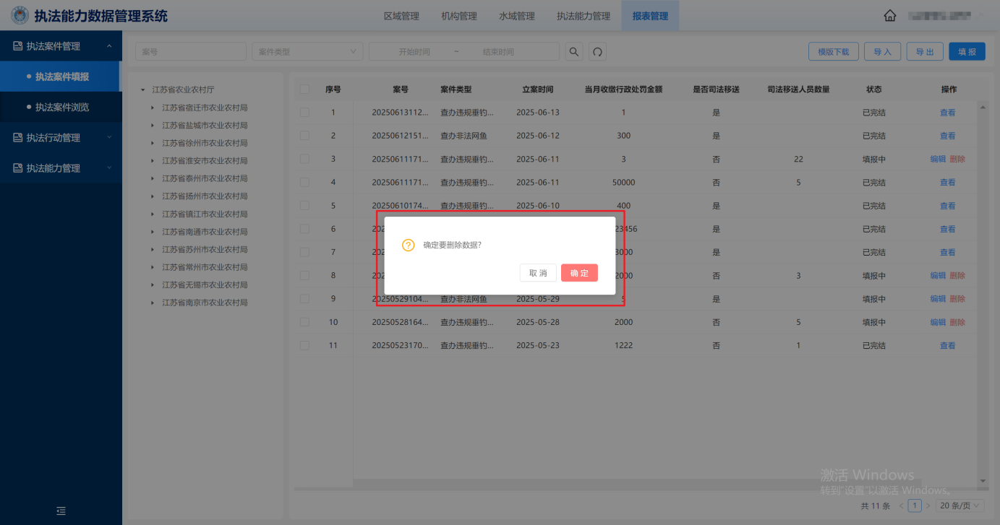 执法能力数据管理系统
区域管理 机构管理 水域管理 执法能力管理 报表管理
执法案件管理
执法案件填报
执法案件浏览
执法行动管理
执法能力管理
案号 案件类型 开始时间 ~ 结束时间 模版下载 导入 导出 填报
江苏省农业农村厅
江苏省宿迁市农业农村局
江苏省盐城市农业农村局
江苏省徐州市农业农村局
江苏省淮安市农业农村局
江苏省泰州市农业农村局
江苏省扬州市农业农村局
江苏省镇江市农业农村局
江苏省南通市农业农村局
江苏省苏州市农业农村局
江苏省常州市农业农村局
江苏省无锡市农业农村局
江苏省南京市农业农村局
序号 案号 案件类型 立案时间 当月收缴行政处罚金额 是否司法移送 司法移送人员数量 状态 操作
1 20250613112... 查办违规垂钓... 2025-06-13 1 是 已完结 查看
2 20250612151... 查办非法网鱼 2025-06-12 300 是 已完结 查看
3 20250611171... 查办违规垂钓... 2025-06-11 3 否 22 填报中 编辑 删除
4 20250611171... 查办违规垂钓... 2025-06-11 50000 否 5 已完结 查看
5 20250610174... 查办违规垂钓... 2025-06-10 400 是 已完结 查看
6 202 23456 是 已完结 查看
7 202 3000 是 已完结 查看
8 202 2000 否 3 填报中 编辑 删除
9 20250529104... 查办非法网鱼 2025-05-29 5 是 填报中 编辑 删除
10 20250528164... 查办违规垂钓... 2025-05-28 2000 否 5 填报中 编辑 删除
11 20250523170... 查办违规垂钓... 2025-05-23 1222 否 1 已完结 查看
确定要删除数据?
取消 确定
激活 Windows
转到"设置"以激活 Windows。
共 11 条 < 1 > 20 条/页